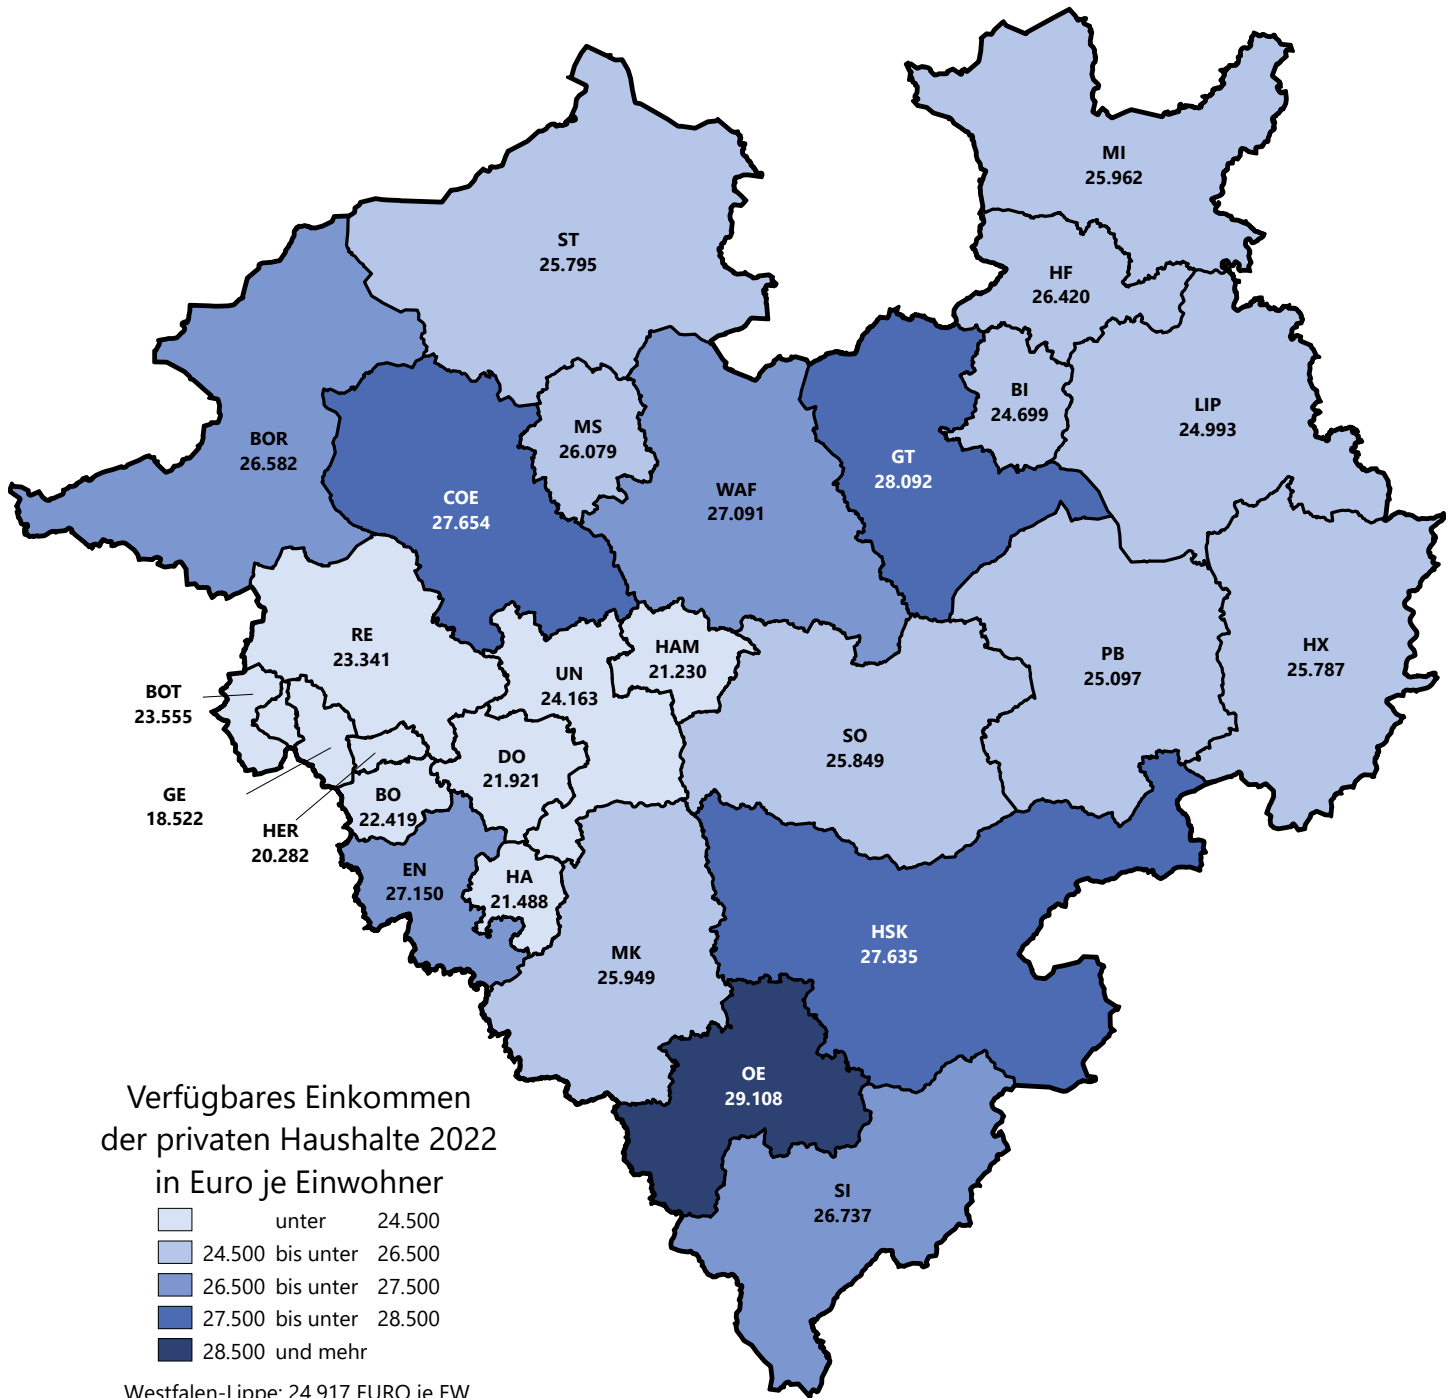 MI
25.962
ST
25.795
HF
26.420
BI
24.699
LIP
24.993
MS
26.079
BOR
26.582
GT
28.092
COE
27.654
WAF
27.091
RE
23.341
HAM
21.230
UN
24.163
PB
25.097
HX
25.787
BOT
23.555
SO
25.849
DO
21.921
GE
18.522
BO
22.419
HER
20.282
EN
27.150
HA
21.488
HSK
27.635
MK
25.949
OE
29.108
SI
26.737
Verfügbares Einkommen
der privaten Haushalte 2022
in Euro je Einwohner
unter 24.500
24.500 bis unter 26.500
26.500 bis unter 27.500
27.500 bis unter 28.500
28.500 und mehr
Westfalen-Lippe: 24.917 EURO je EW